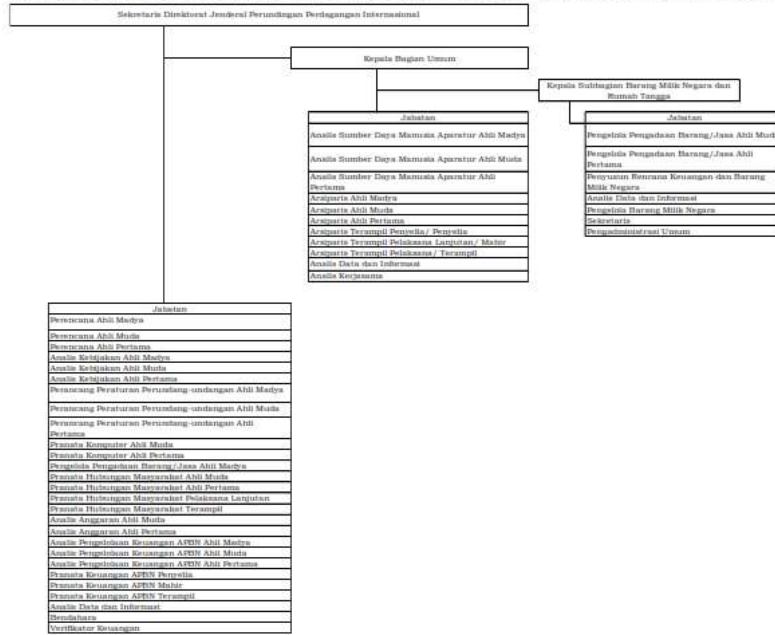 Sekretaris Direktorat Jenderal Perundingan Perdagangan Internasional
Kepala Bagian Umum
Kepala Subbagian Barang Milik Negara dan
Rumah Tangga
Jabatan
Analis Sumber Daya Manusia Aparatur Ahli Madya
Analis Sumber Daya Manusia Aparatur Ahli Muda
Analis Sumber Daya Manusia Aparatur Ahli
Pertama
Arsiparis Ahli Madya
Arsiparis Ahli Muda
Arsiparis Ahli Pertama
Arsiparis Terampil Penyelia/ Penyelia
Arsiparis Terampil Pelaksana Lanjutan/ Mahir
Arsiparis Terampil Pelaksana/ Terampil
Analis Data dan Informasi
Analis Kerjasama
Jabatan
Pengelola Pengadaan Barang/Jasa Ahli Mud
Pengelola Pengadaan Barang/Jasa Ahli
Pertama
Penyusun Rencana Keuangan dan Barang
Milik Negara
Analis Data dan Informasi
Pengelola Barang Milik Negara
Sekretaris
Pengadministrasi Umum
Jabatan
Perencana Ahli Madya
Perencana Ahli Muda
Perencana Ahli Pertama
Analis Kebijakan Ahli Madya
Analis Kebijakan Ahli Muda
Analis Kebijakan Ahli Pertama
Perancang Peraturan Perundang-undangan Ahli Madya
Perancang Peraturan Perundang-undangan Ahli Muda
Perancang Peraturan Perundang-undangan Ahli
Pertama
Pranata Komputer Ahli Muda
Pranata Komputer Ahli Pertama
Pengelola Pengadaan Barang/Jasa Ahli Madya
Pranata Hubungan Masyarakat Ahli Muda
Pranata Hubungan Masyarakat Ahli Pertama
Pranata Hubungan Masyarakat Pelaksana Lanjutan
Pranata Hubungan Masyarakat Terampil
Analis Anggaran Ahli Muda
Analis Anggaran Ahli Pertama
Analis Pengelolaan Keuangan APBN Ahli Madya
Analis Pengelolaan Keuangan APBN Ahli Muda
Analis Pengelolaan Keuangan APBN Ahli Pertama
Pranata Keuangan APBN Penyelia
Pranata Keuangan APBN Mahir
Pranata Keuangan APBN Terampil
Analis Data dan Informasi
Bendahara
Verifikator Keuangan